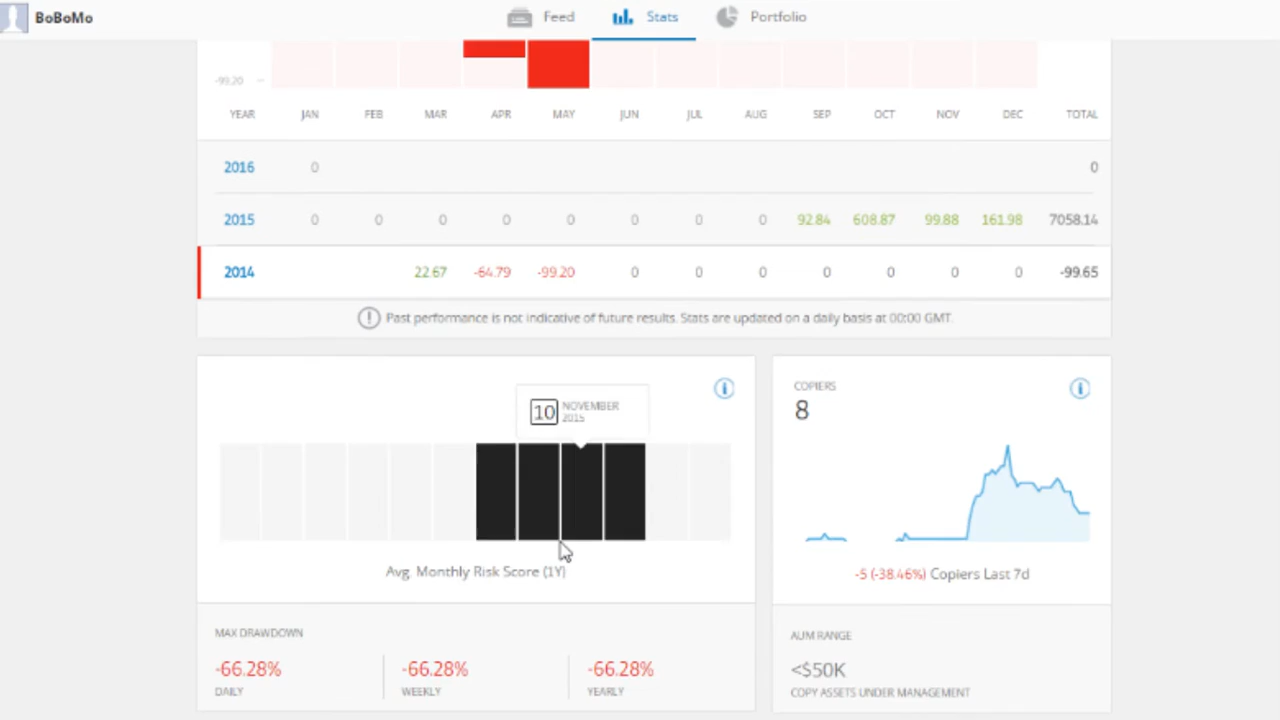 BoBoMo Feed Stats Portfolio
-99.20
YEAR JAN FEB MAR APR MAY JUN JUL AUG SEP OCT NOV DEC TOTAL
2016 0 0
2015 0 0 0 0 0 0 0 0 92.84 608.87 99.88 161.98 7058.14
2014 22.67 -64.79 -99.20 0 0 0 0 0 0 0 -99.65
Past performance is not indicative of future results. Stats are updated on a daily basis at 00:00 GMT.
10 NOVEMBER
2015
Avg. Monthly Risk Score (1Y)
MAX DRAWDOWN
-66.28% -66.28% -66.28%
DAILY WEEKLY YEARLY
COPIERS
8
-5 (-38.46%) Copiers Last 7d
AUM RANGE
<$50K
COPY ASSETS UNDER MANAGEMENT